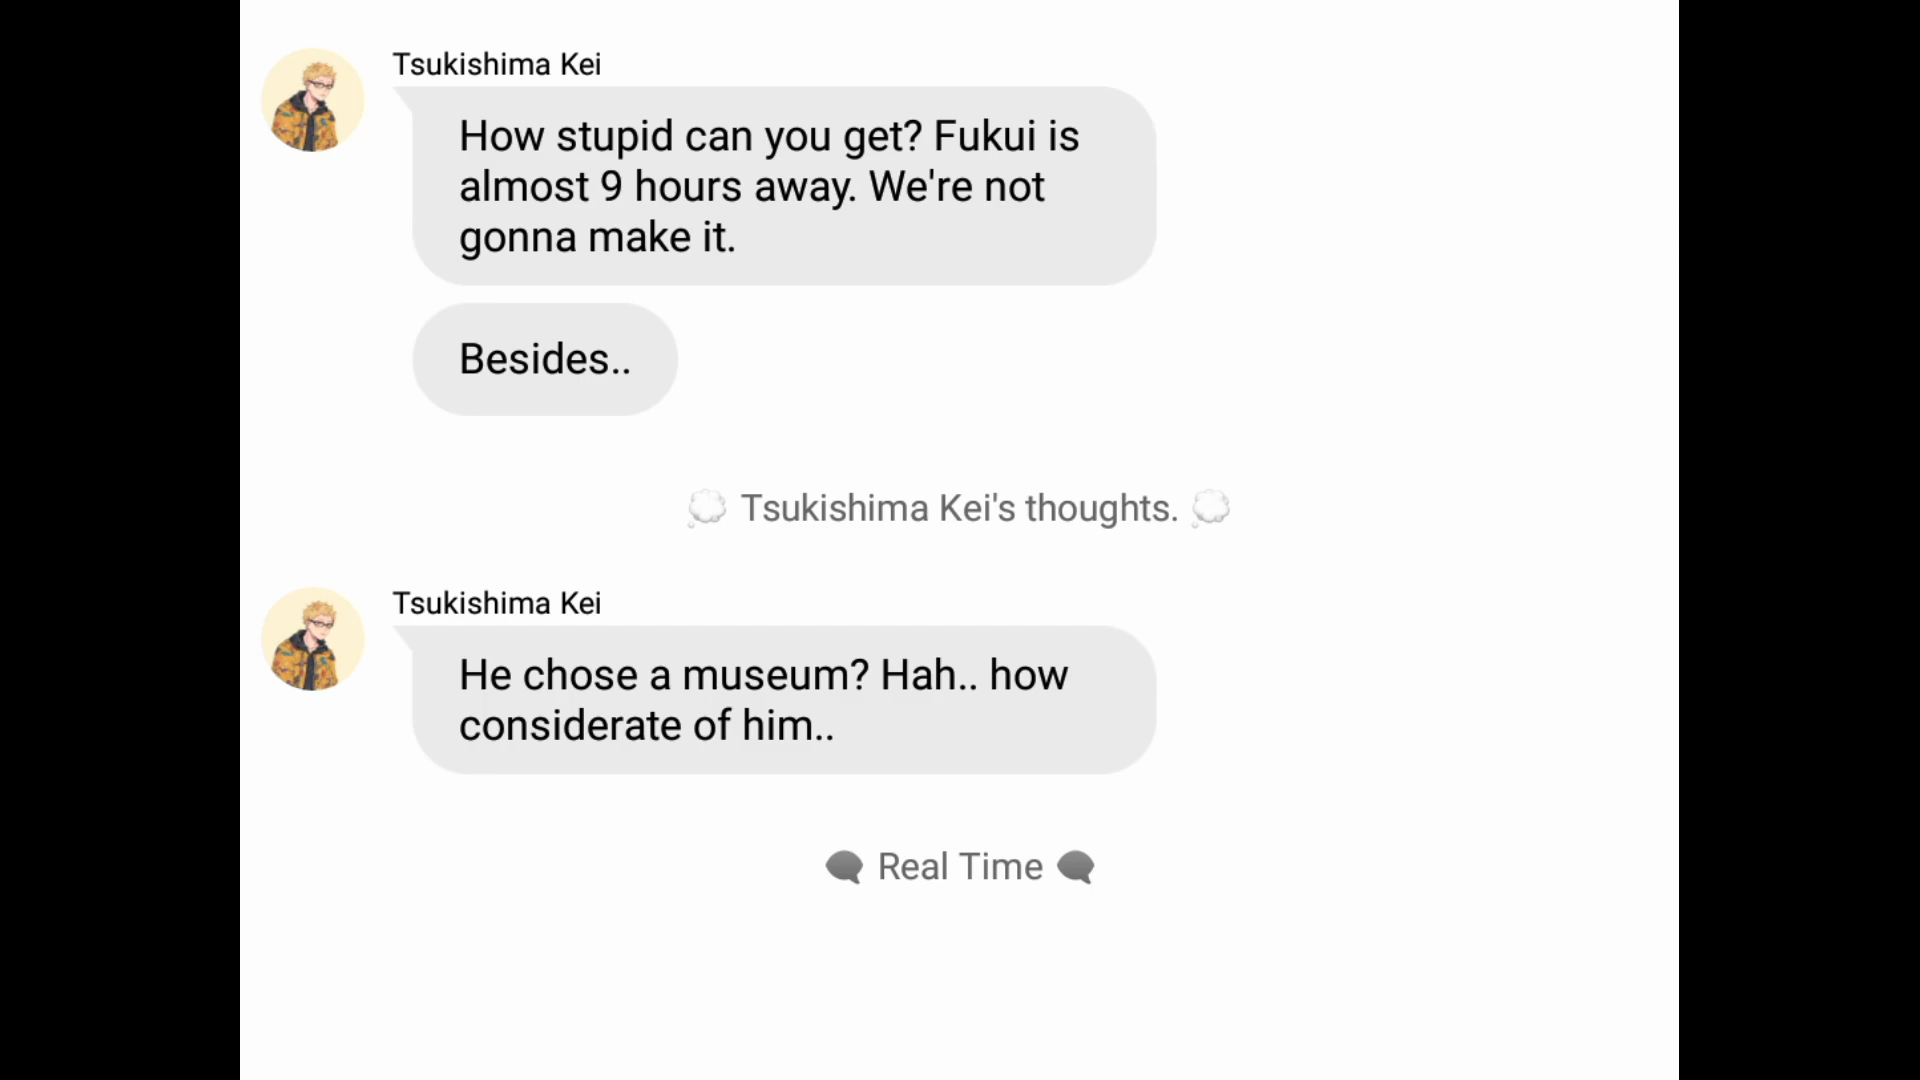 Tsukishima Kei
How stupid can you get? Fukui is
almost 9 hours away. We're not
gonna make it.
Besides..
💭 Tsukishima Kei's thoughts. 💭
Tsukishima Kei
He chose a museum? Hah.. how
considerate of him..
🗨 Real Time 🗨